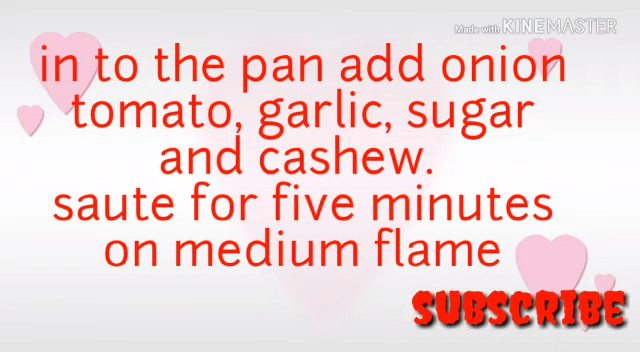 Made with KINEMASTER
in to the pan add onion
tomato, garlic, sugar
and cashew.
saute for five minutes
on medium flame
SUBSCRIBE